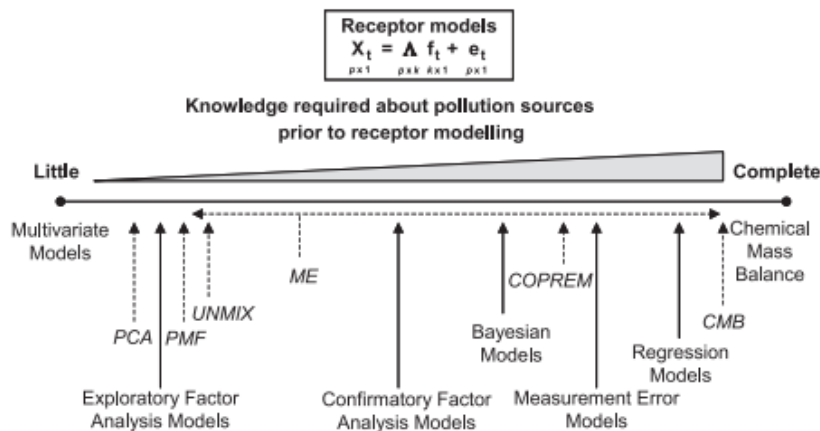 Receptor models
X_t = Λ f_t + e_t
p x 1 p x k k x 1 p x 1
Knowledge required about pollution sources
prior to receptor modelling
Little
Complete
Multivariate
Models
Chemical
Mass
Balance
ME
COPREM
UNMIX
PCA
PMF
CMB
Bayesian
Models
Regression
Models
Exploratory Factor
Analysis Models
Confirmatory Factor
Analysis Models
Measurement Error
Models